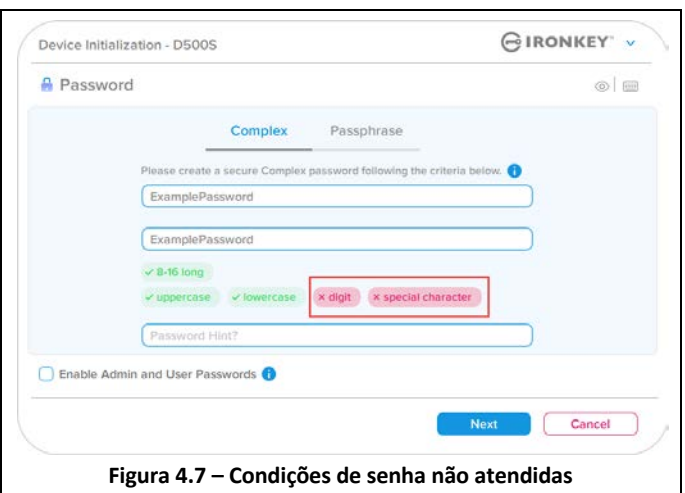 Device Initialization - D500S
IRONKEY™
Password
Complex Passphrase
Please create a secure Complex password following the criteria below.
ExamplePassword
ExamplePassword
✓ 8-16 long
✓ uppercase ✓ lowercase × digit × special character
Password Hint?
Enable Admin and User Passwords
Next Cancel
Figura 4.7 – Condições de senha não atendidas